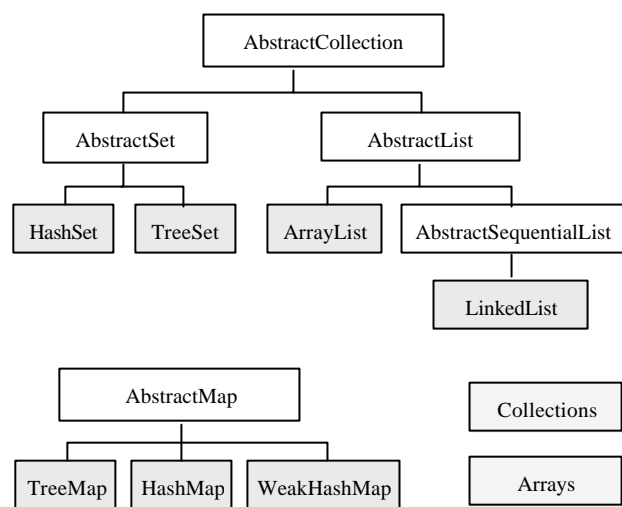 AbstractCollection
AbstractSet
AbstractList
HashSet
TreeSet
ArrayList
AbstractSequentialList
LinkedList
AbstractMap
Collections
TreeMap
HashMap
WeakHashMap
Arrays